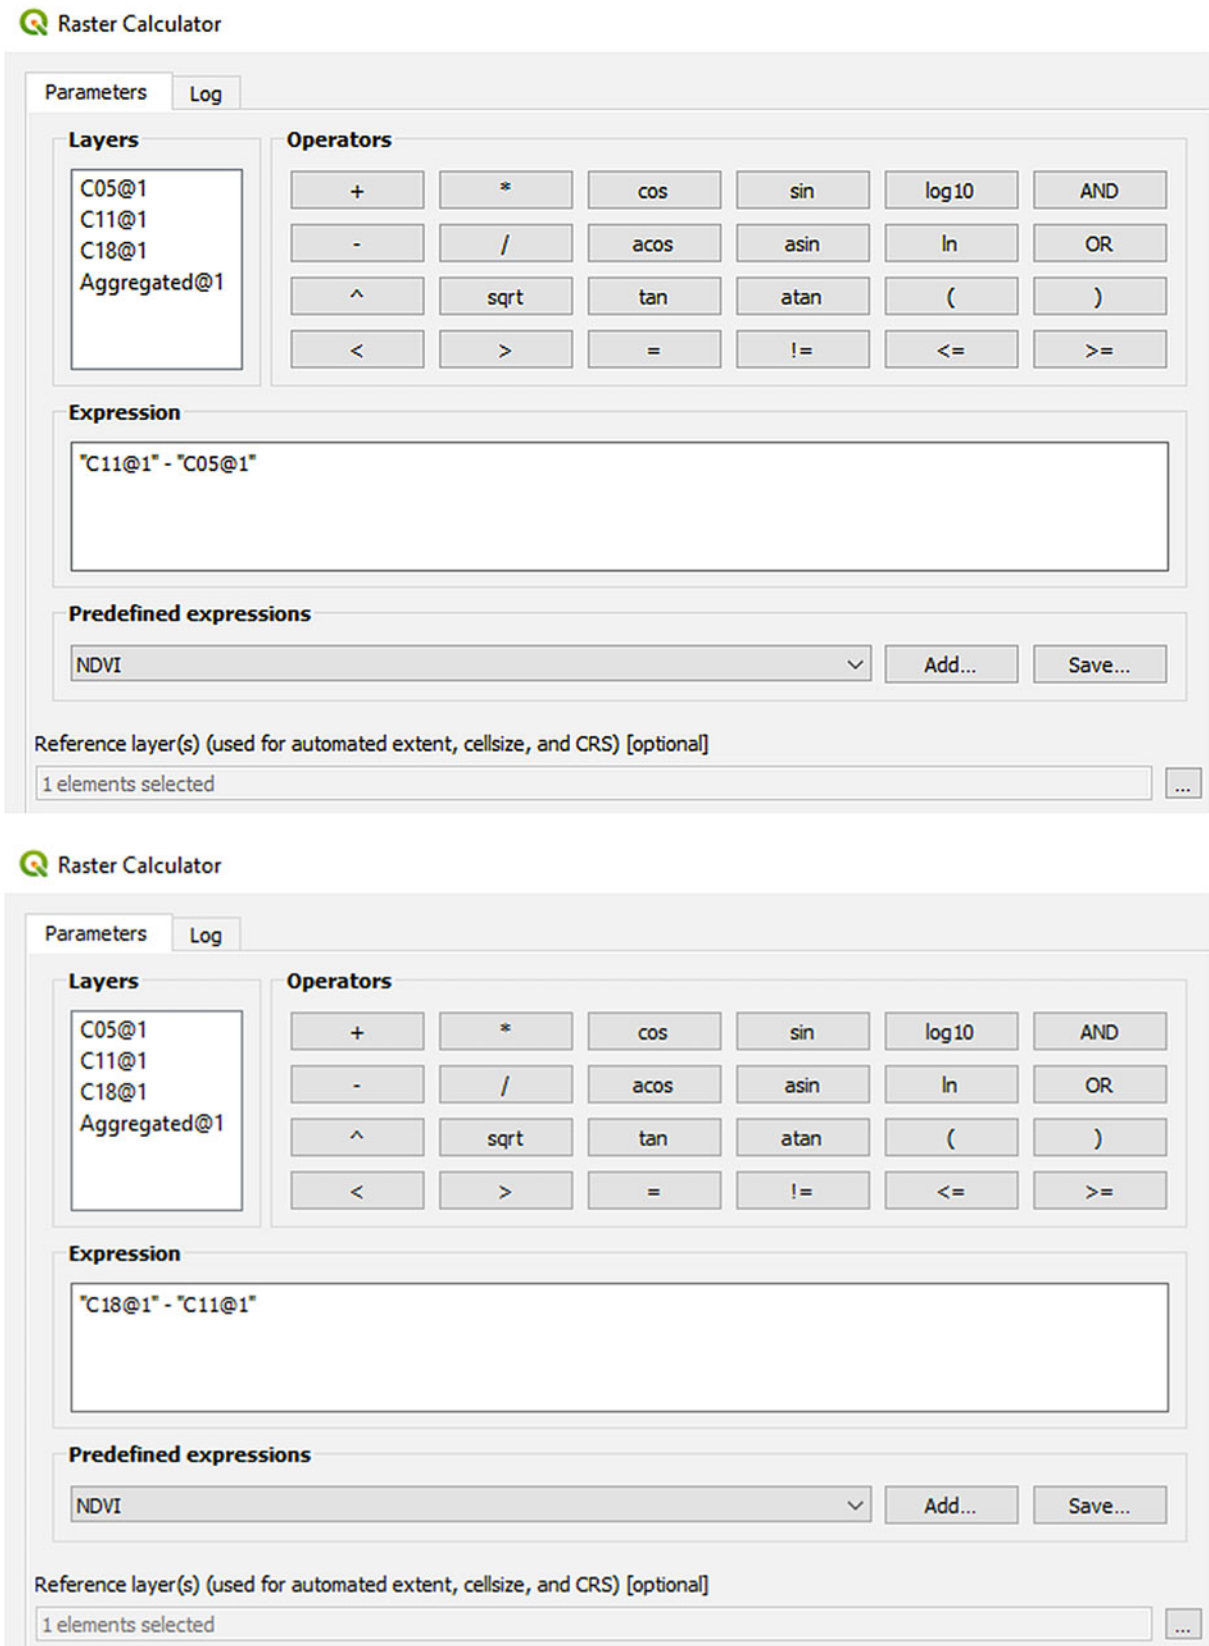 Raster Calculator
Parameters Log
Layers Operators
C05@1
C11@1
C18@1
Aggregated@1
+ * cos sin log10 AND
- / acos asin ln OR
^ sqrt tan atan ( )
< > = != <= >=
Expression
"C11@1" - "C05@1"
Predefined expressions
NDVI Add... Save...
Reference layer(s) (used for automated extent, cellsize, and CRS) [optional]
1 elements selected ...
Raster Calculator
Parameters Log
Layers Operators
C05@1
C11@1
C18@1
Aggregated@1
+ * cos sin log10 AND
- / acos asin ln OR
^ sqrt tan atan ( )
< > = != <= >=
Expression
"C18@1" - "C11@1"
Predefined expressions
NDVI Add... Save...
Reference layer(s) (used for automated extent, cellsize, and CRS) [optional]
1 elements selected ...